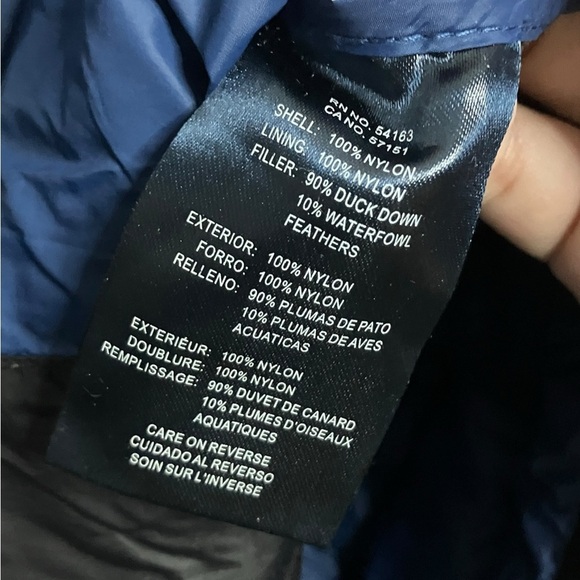 RN NO. 54163
CA NO. 57151
SHELL: 100% NYLON
LINING: 100% NYLON
FILLER: 90% DUCK DOWN
10% WATERFOWL
FEATHERS
EXTERIOR: 100% NYLON
FORRO: 100% NYLON
RELLENO: 90% PLUMAS DE PATO
10% PLUMAS DE AVES
ACUATICAS
EXTERIÉUR: 100% NYLON
DOUBLURE: 100% NYLON
REMPLISSAGE: 90% DUVET DE CANARD
10% PLUMES D'OISEAUX
AQUATIQUES
CARE ON REVERSE
CUIDADO AL REVERSO
SOIN SUR L'INVERSE